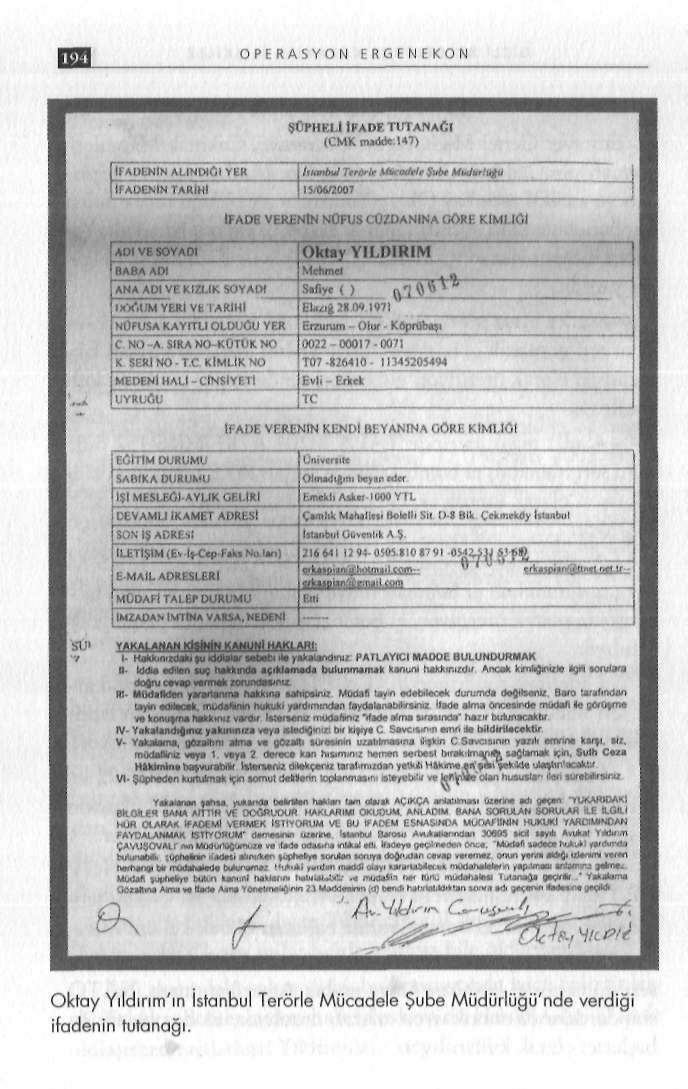 194
OPERASYON ERGENEKON
ŞÜPHELİ İFADE TUTANAĞI
(CMK madde:147)
İFADENİN ALINDIĞI YER İstanbul Terörle Mücadele Şube Müdürlüğü
İFADENİN TARİHİ 15/06/2007
İFADE VERENİN NÜFUS CÜZDANINA GÖRE KİMLİĞİ
ADI VE SOYADI Oktay YILDIRIM
BABA ADI Mehmet
ANA ADI VE KIZLIK SOYADI Safiye ( )
070612
DOĞUM YERİ VE TARİHİ Elazığ 28.09.1971
NÜFUSA KAYITLI OLDUĞU YER Erzurum – Olur - Köprübaşı
C. NO –A. SIRA NO–KÜTÜK NO 0022 – 00017 - 0071
K. SERİ NO - T.C. KİMLİK NO T07 -826410 - 11345205494
MEDENİ HALİ – CİNSİYETİ Evli – Erkek
UYRUĞU TC
İFADE VERENİN KENDİ BEYANINA GÖRE KİMLİĞİ
EĞİTİM DURUMU Üniversite
SABIKA DURUMU Olmadığını beyan eder.
İŞİ MESLEĞİ-AYLIK GELİRİ Emekli Asker-1000 YTL
DEVAMLI İKAMET ADRESİ Çamlık Mahallesi Bolelli Sit. D-8 Blk. Çekmeköy İstanbul
SON İŞ ADRESİ İstanbul Güvenlik A.Ş.
İLETİŞİM (Ev-İş-Cep-Faks No.ları) 216 641 12 94- 0505.810 87 91 -0542
E-MAIL ADRESLERİ erkaspian@hotmail.com-- erkaspian@ttnet.net.tr--
erkaspian@email.com
MÜDAFİ TALEP DURUMU Etti
İMZADAN İMTİNA VARSA, NEDENİ --------
YAKALANAN KİŞİNİN KANUNİ HAKLARI:
I- Hakkınızdaki şu iddialar sebebi ile yakalandınız: PATLAYICI MADDE BULUNDURMAK
II- İddia edilen suç hakkında açıklamada bulunmamak kanuni hakkınızdır. Ancak kimliğinizle ilgili sorulara
doğru cevap vermek zorundasınız.
III- Müdafiden yararlanma hakkına sahipsiniz. Müdafi tayin edebilecek durumda değilseniz, Baro tarafından
tayin edilecek, müdafiinin hukuki yardımından faydalanabilirsiniz. İfade alma öncesinde müdafi ile görüşme
ve konuşma hakkınız vardır. İsterseniz müdafiiniz "ifade alma sırasında" hazır bulunacaktır.
IV- Yakalandığınız yakınınıza veya istediğiniz bir kişiye C. Savcısının emri ile bildirilecektir.
V- Yakalama, gözaltına alma ve gözaltı süresinin uzatılmasına ilişkin C.Savcısının yazılı emrine karşı, siz,
müdafiiniz veya 1. veya 2. derece kan hısımınız hemen serbest bırakılmanızı sağlamak için, Sulh Ceza
Hâkimine başvurabilir. İsterseniz dilekçeniz tarafımızdan yetkili Hâkime en seri şekilde ulaştırılacaktır.
VI- Şüpheden kurtulmak için somut delillerin toplanmasını isteyebilir ve lehinize olan hususları ileri sürebilirsiniz.
Yakalanan şahsa, yukarıda belirtilen hakları tam olarak AÇIKÇA anlatılması üzerine adı geçen: "YUKARIDAKİ
BİLGİLER BANA AİTTİR VE DOĞRUDUR. HAKLARIMI OKUDUM, ANLADIM. BANA SORULAN SORULAR İLE İLGİLİ
HÜR OLARAK İFADEMİ VERMEK İSTİYORUM VE BU İFADEM ESNASINDA MÜDAFİİNİN HUKUKİ YARDIMINDAN
FAYDALANMAK İSTİYORUM" demesinin üzerine, İstanbul Barosu Avukatlarından 30695 sicil sayılı Avukat Yıldırım
ÇAVUŞOVALI' nın Müdürlüğümüze ve ifade odasına intikal etti. İfadeye geçilmeden önce; "Müdafi sadece hukuki yardımda
bulunabilir, şüphelinin ifadesi alınırken şüpheliye sorulan soruya doğrudan cevap veremez, onun yerini aldığı izlenimi veren
herhangi bir müdahalede bulunamaz. Hukuki yardım maddi olayı karartabilecek müdahalelerin yapılması anlamına gelmez.
Müdafi şüpheliye bütün kanuni haklarını hatırlatabilir ve müdafiin her türlü müdahalesi Tutanağa geçirilir..." Yakalama
Gözaltına Alma ve İfade Alma Yönetmeliğinin 23 Maddesinin (d) bendi hatırlatıldıktan sonra adı geçenin ifadesine geçildi.
Av. Yıldırım
Oktay YILDIRIM
Oktay Yıldırım'ın İstanbul Terörle Mücadele Şube Müdürlüğü'nde verdiği
ifadenin tutanağı.